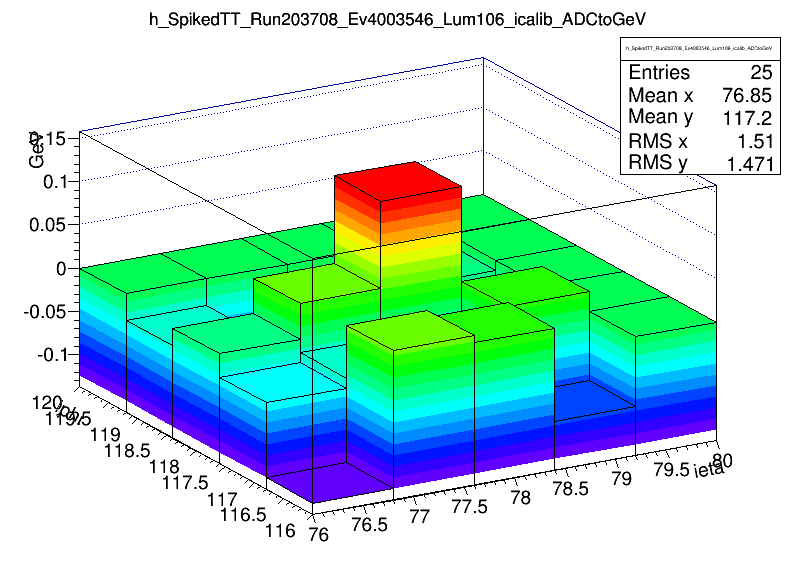 h_SpikedTT_Run203708_Ev4003546_Lum106_icalib_ADCtoGeV
h_SpikedTT_Run203708_Ev4003546_Lum106_icalib_ADCtoGeV
Entries 25
Mean x 76.85
Mean y 117.2
RMS x 1.51
RMS y 1.471
GeV
0.15
0.1
0.05
0
-0.05
-0.1
120
119.5
119
118.5
118
117.5
117
116.5
116
iphi
76
76.5
77
77.5
78
78.5
79
79.5
80
ieta